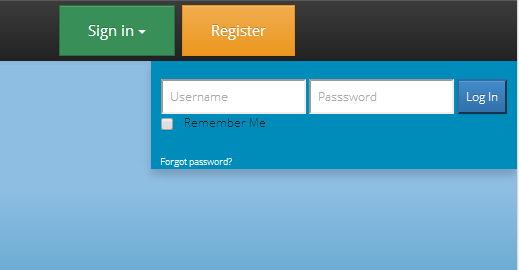 Sign in Register
Username Passsword Log In
Remember Me
Forgot password?